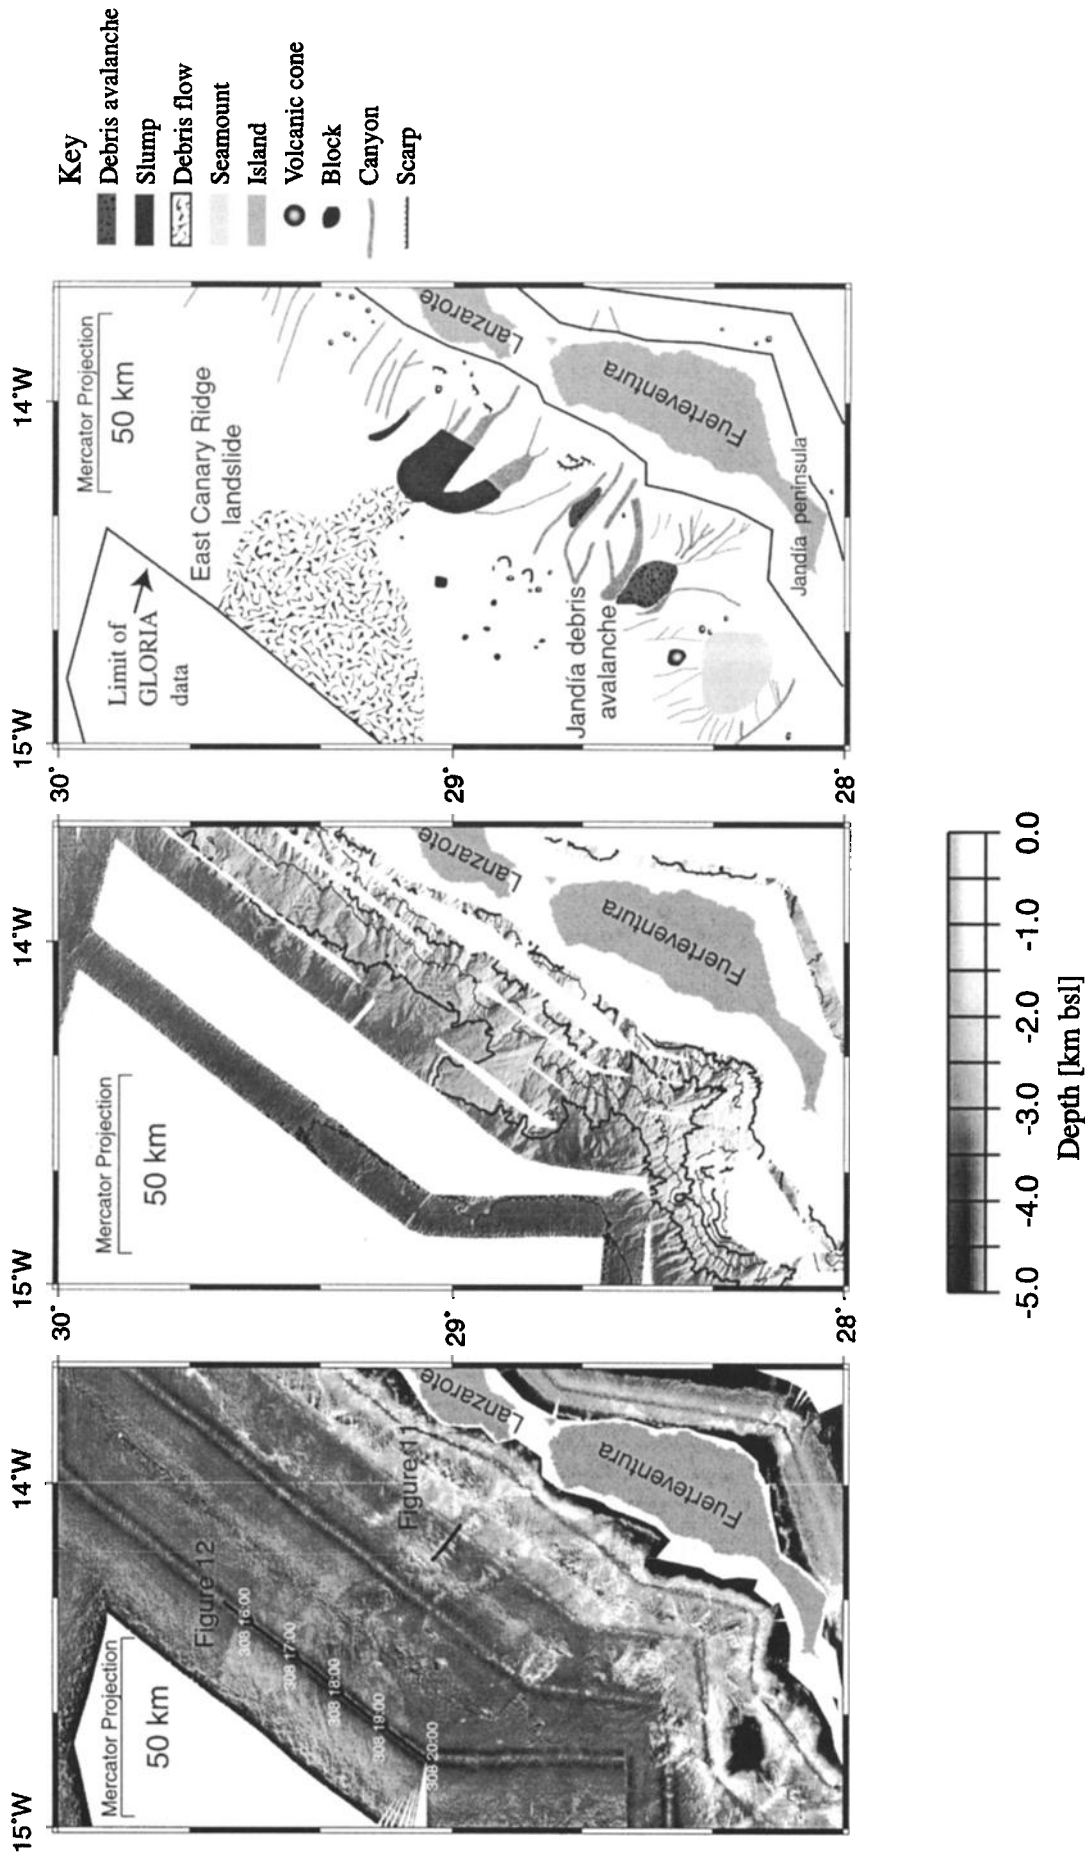 Key
Debris avalanche
Slump
Debris flow
Seamount
Island
Volcanic cone
Block
Canyon
Scarp
15°W
14°W
30°
29°
28°
Mercator Projection
50 km
Limit of
GLORIA
data
East Canary Ridge
landslide
Lanzarote
Fuerteventura
Jandía peninsula
Jandía debris
avalanche
15°W
14°W
30°
29°
28°
Mercator Projection
50 km
Lanzarote
Fuerteventura
15°W
14°W
Mercator Projection
50 km
Figure 12
Figure 11
308 16:00
308 17:00
308 18:00
308 19:00
308 20:00
Lanzarote
Fuerteventura
-5.0
-4.0
-3.0
-2.0
-1.0
0.0
Depth [km bsl]